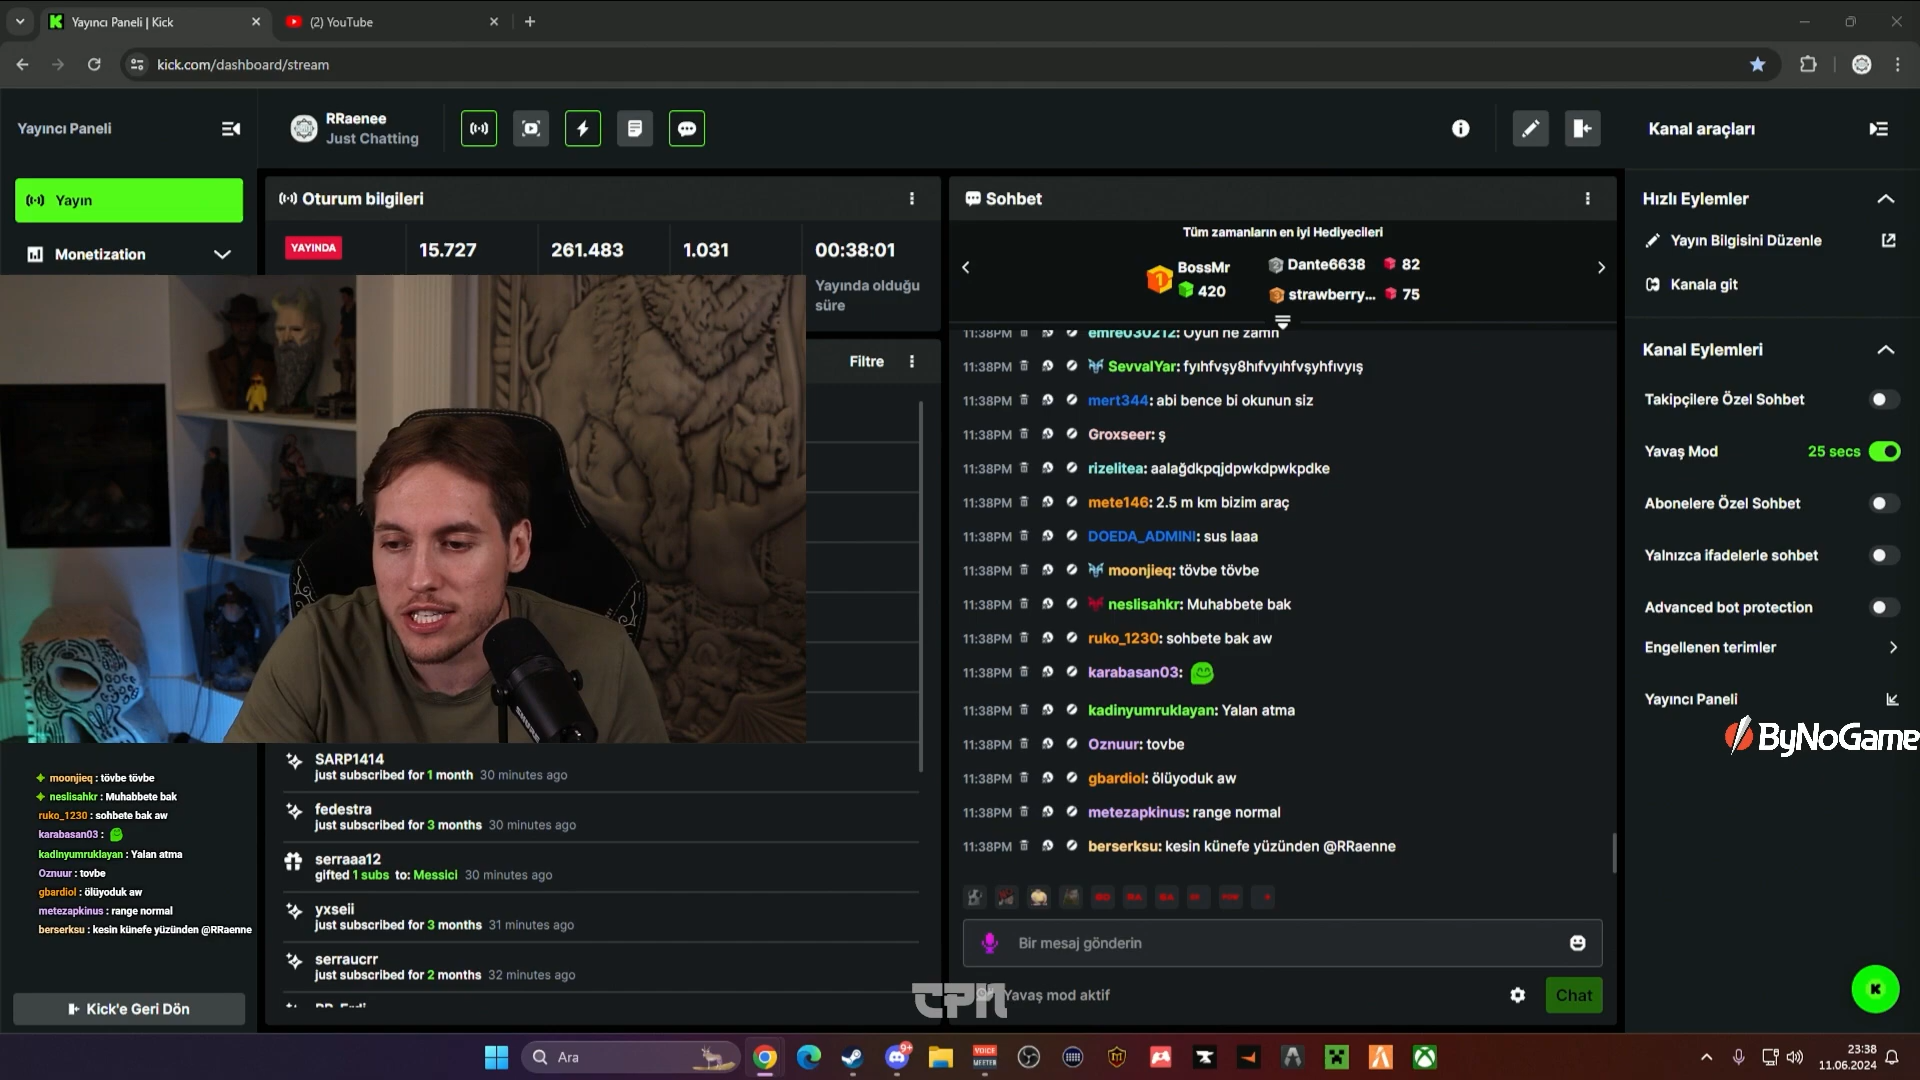 Yayıncı Paneli | Kick
(2) YouTube
kick.com/dashboard/stream
Yayıncı Paneli
RRaenee
Just Chatting
Kanal araçları
Yayın
Monetization
Oturum bilgileri
YAYINDA
15.727
261.483
1.031
00:38:01
Yayında olduğu
süre
Filtre
SARP1414
just subscribed for 1 month 30 minutes ago
fedestra
just subscribed for 3 months 30 minutes ago
serraaa12
gifted 1 subs to: Messici 30 minutes ago
yxseii
just subscribed for 3 months 31 minutes ago
serraucrr
just subscribed for 2 months 32 minutes ago
moonjieq : tövbe tövbe
neslisahkr : Muhabbete bak
ruko_1230 : sohbete bak aw
karabasan03 :
kadinyumruklayan : Yalan atma
Oznuur : tovbe
gbardiol : ölüyoduk aw
metezapkinus : range normal
berserksu : kesin künefe yüzünden @RRaenne
Kick'e Geri Dön
Sohbet
Tüm zamanların en iyi Hediyecileri
BossMr
420
Dante6638 82
strawberry... 75
11:38PM emre030212: Oyun ne zamn
11:38PM SevvalYar: fyıhfvşy8hıfvyıhfvşyhfıvyış
11:38PM mert344: abi bence bi okunun siz
11:38PM Groxseer: ş
11:38PM rizelitea: aalağdkpqjdpwkdpwkpdke
11:38PM mete146: 2.5 m km bizim araç
11:38PM DOEDA_ADMINI: sus laaa
11:38PM moonjieq: tövbe tövbe
11:38PM neslisahkr: Muhabbete bak
11:38PM ruko_1230: sohbete bak aw
11:38PM karabasan03:
11:38PM kadinyumruklayan: Yalan atma
11:38PM Oznuur: tovbe
11:38PM gbardiol: ölüyoduk aw
11:38PM metezapkinus: range normal
11:38PM berserksu: kesin künefe yüzünden @RRaenne
Bir mesaj gönderin
Yavaş mod aktif
Chat
Hızlı Eylemler
Yayın Bilgisini Düzenle
Kanala git
Kanal Eylemleri
Takipçilere Özel Sohbet
Yavaş Mod 25 secs
Abonelere Özel Sohbet
Yalnızca ifadelerle sohbet
Advanced bot protection
Engellenen terimler
Yayıncı Paneli
ByNoGame
Ara
VOICE
MEETER
9+
23:38
11.06.2024